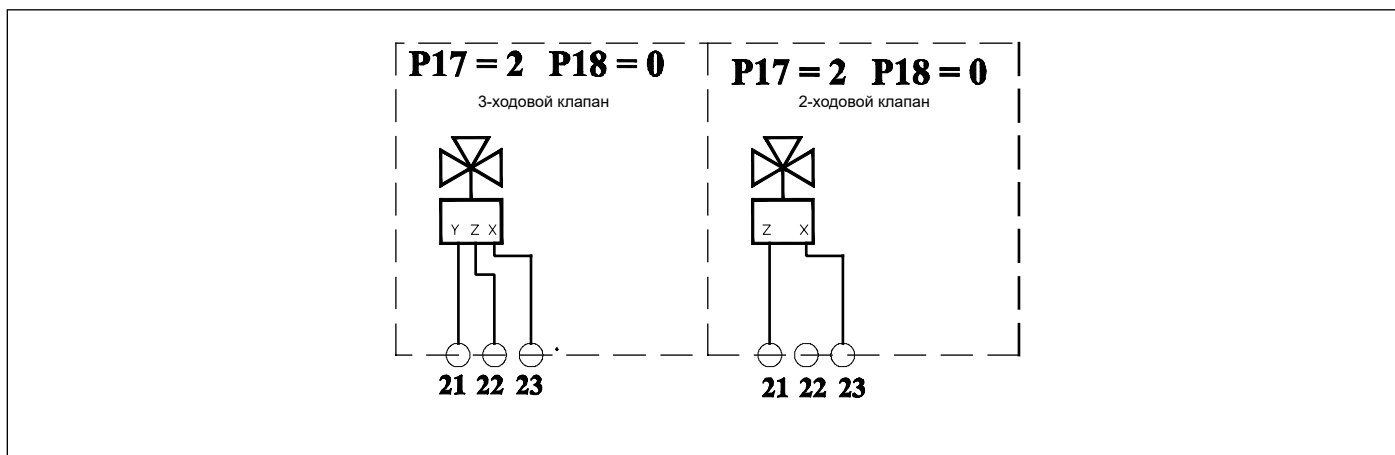 P17 = 2 P18 = 0
3-ходовой клапан
Y Z X
21 22 23
P17 = 2 P18 = 0
2-ходовой клапан
Z X
21 22 23